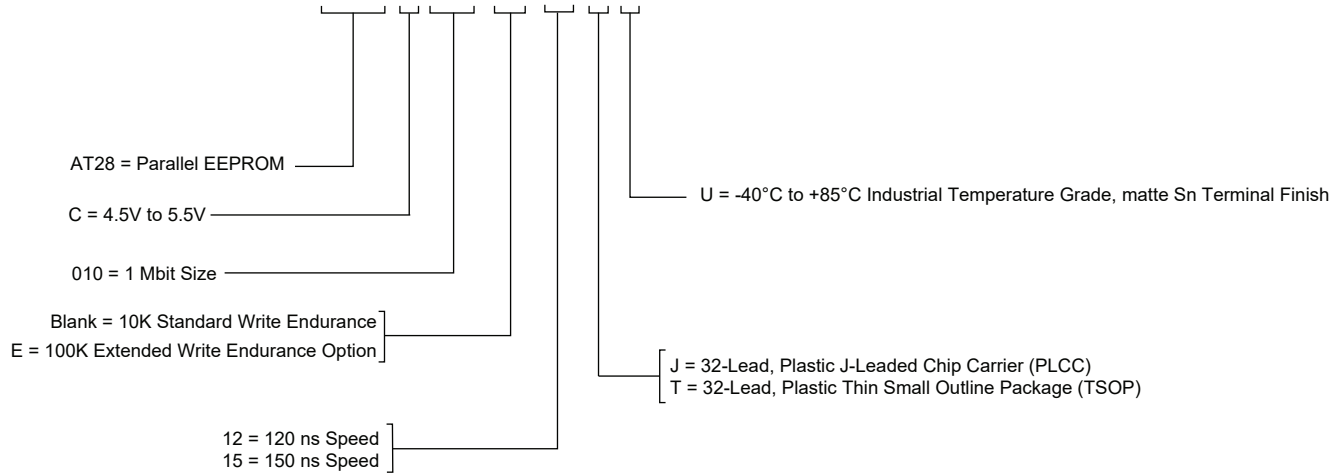 AT28 = Parallel EEPROM
U = -40°C to +85°C Industrial Temperature Grade, matte Sn Terminal Finish
C = 4.5V to 5.5V
010 = 1 Mbit Size
Blank = 10K Standard Write Endurance
E = 100K Extended Write Endurance Option
J = 32-Lead, Plastic J-Leaded Chip Carrier (PLCC)
T = 32-Lead, Plastic Thin Small Outline Package (TSOP)
12 = 120 ns Speed
15 = 150 ns Speed